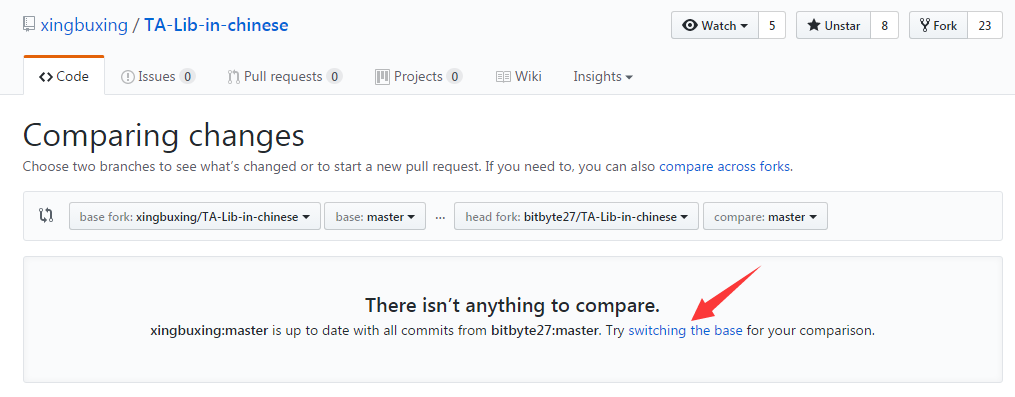 xingbuxing / TA-Lib-in-chinese Watch 5 Unstar 8 Fork 23
Code Issues 0 Pull requests 0 Projects 0 Wiki Insights
Comparing changes
Choose two branches to see what's changed or to start a new pull request. If you need to, you can also compare across forks.
base fork: xingbuxing/TA-Lib-in-chinese base: master ... head fork: bitbyte27/TA-Lib-in-chinese compare: master
There isn't anything to compare.
xingbuxing:master is up to date with all commits from bitbyte27:master. Try switching the base for your comparison.